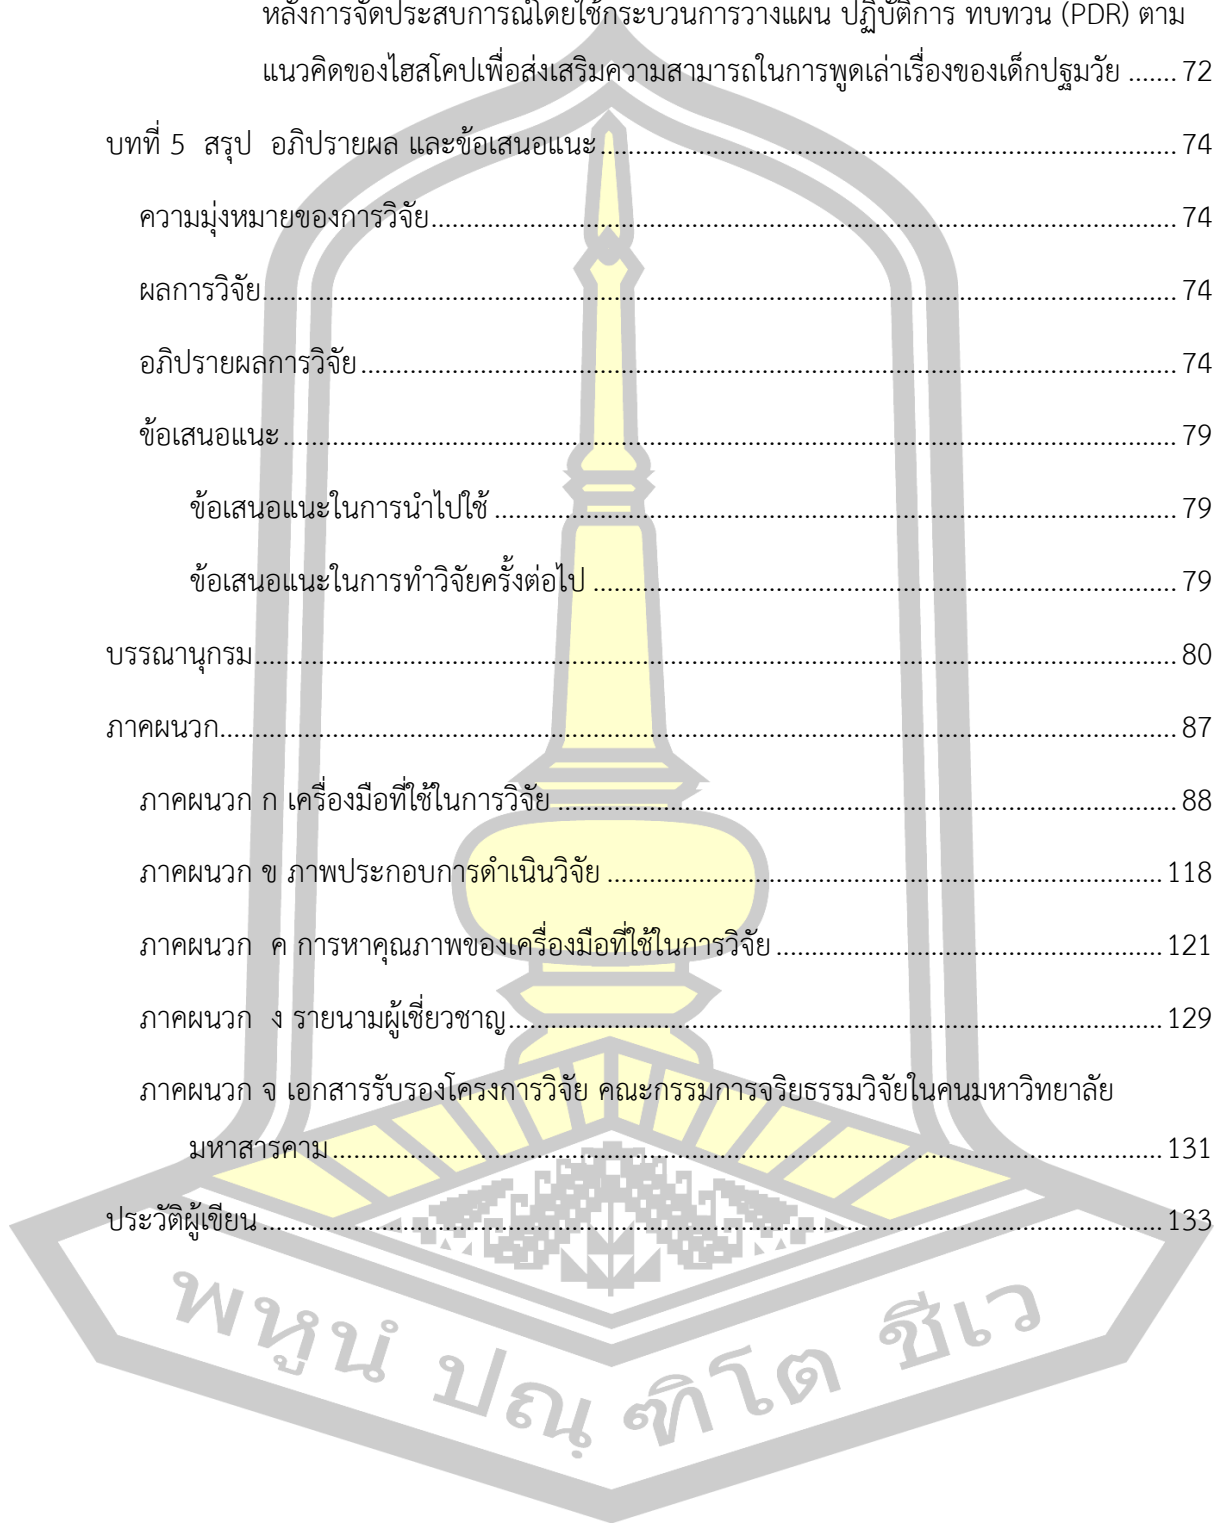 หลังการจัดประสบการณ์โดยใช้กระบวนการวางแผน ปฏิบัติการ ทบทวน (PDR) ตาม
แนวคิดของไฮสโคปเพื่อส่งเสริมความสามารถในการพูดเล่าเรื่องของเด็กปฐมวัย ....... 72
บทที่ 5 สรุป อภิปรายผล และข้อเสนอแนะ ....... 74
ความมุ่งหมายของการวิจัย ....... 74
ผลการวิจัย ....... 74
อภิปรายผลการวิจัย ....... 74
ข้อเสนอแนะ ....... 79
ข้อเสนอแนะในการนำไปใช้ ....... 79
ข้อเสนอแนะในการทำวิจัยครั้งต่อไป ....... 79
บรรณานุกรม ....... 80
ภาคผนวก ....... 87
ภาคผนวก ก เครื่องมือที่ใช้ในการวิจัย ....... 88
ภาคผนวก ข ภาพประกอบการดำเนินวิจัย ....... 118
ภาคผนวก ค การหาคุณภาพของเครื่องมือที่ใช้ในการวิจัย ....... 121
ภาคผนวก ง รายนามผู้เชี่ยวชาญ ....... 129
ภาคผนวก จ เอกสารรับรองโครงการวิจัย คณะกรรมการจริยธรรมวิจัยในคนมหาวิทยาลัย
มหาสารคาม ....... 131
ประวัติผู้เขียน ....... 133
พหูนํ ปณฺฑิโต ชีเว